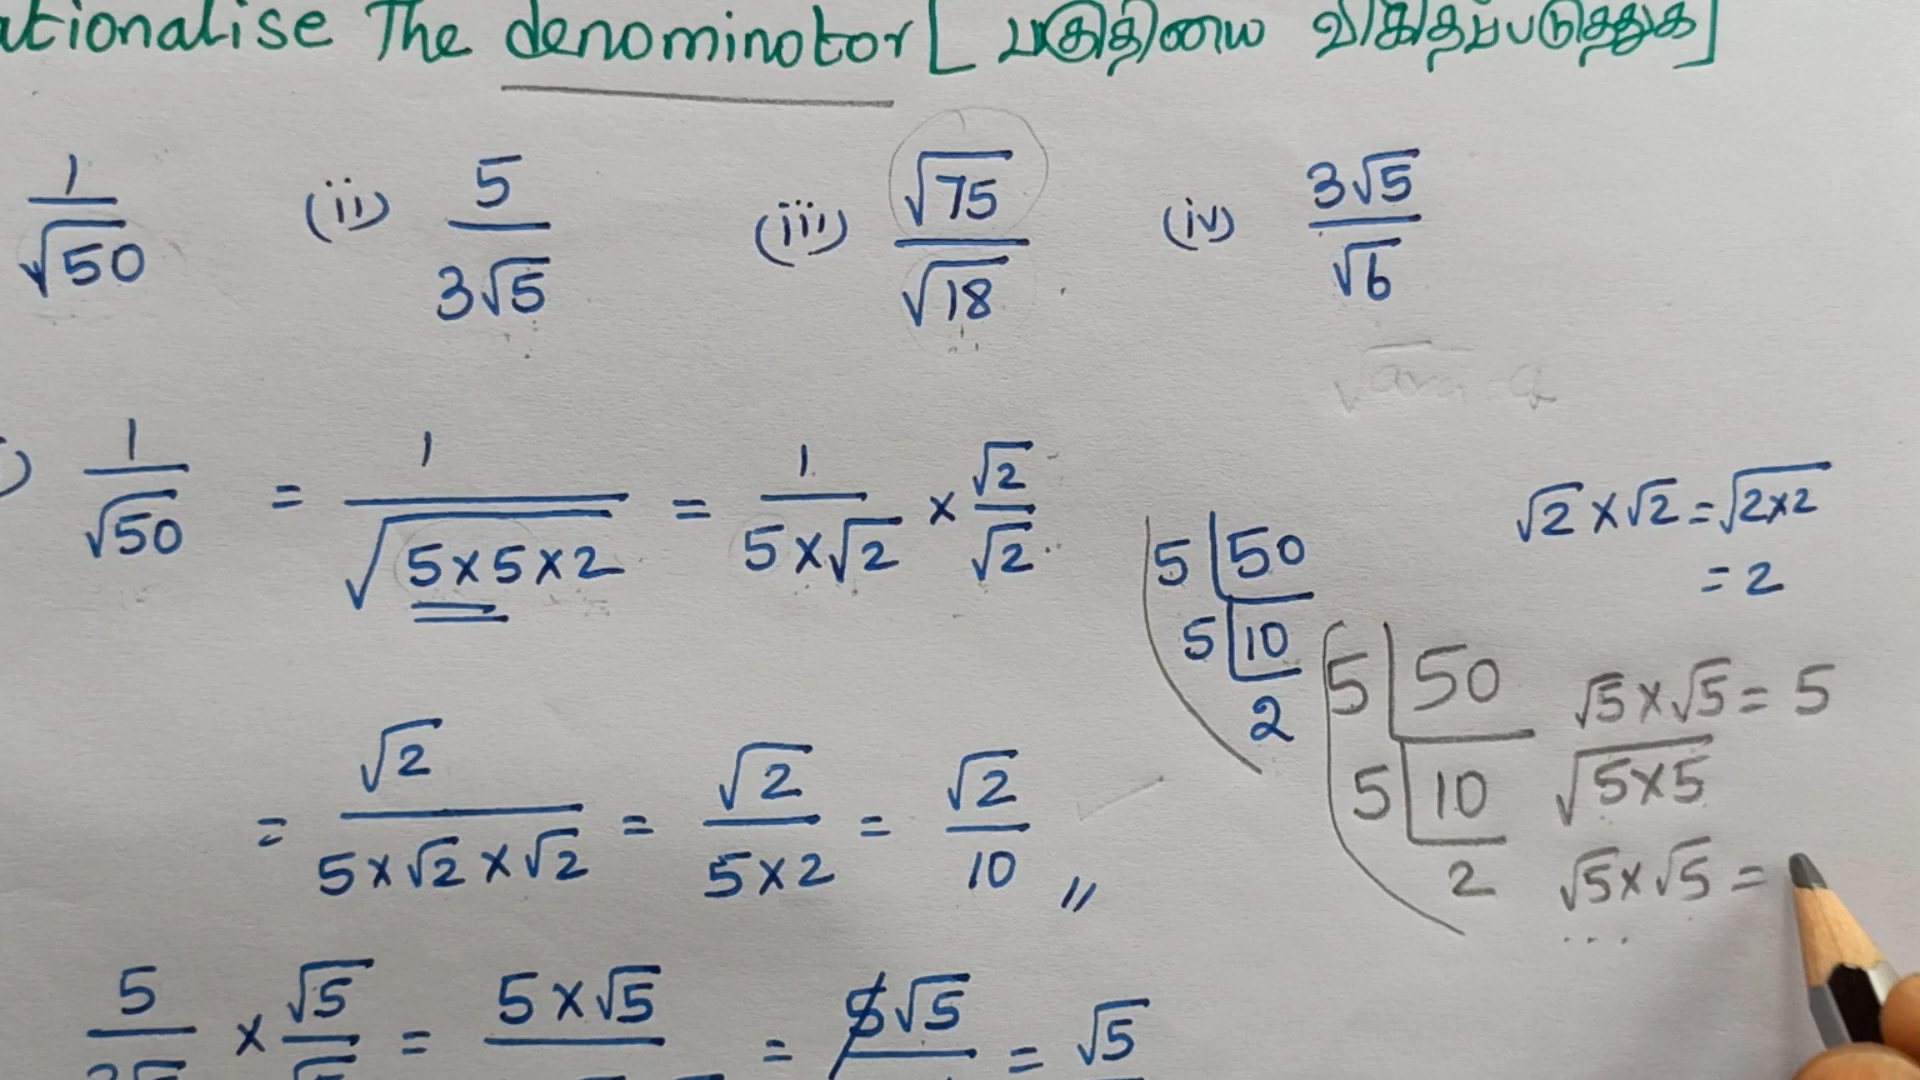 The denominotor [ பகுதியை விகிதப்படுத்துக ]
1/√50 (ii) 5/3√5 (iii) √75/√18 (iv) 3√5/√6
1/√50 = 1/√5×5×2 = 1/5×√2 × √2/√2
= √2/5×√2×√2 = √2/5×2 = √2/10 //
5 50
5 10
2
√2×√2=√2×2
=2
5 50
5 10
2
√5×√5=5
√5×5
√5×√5=
5 × √5 = 5×√5 = 5√5 = √5